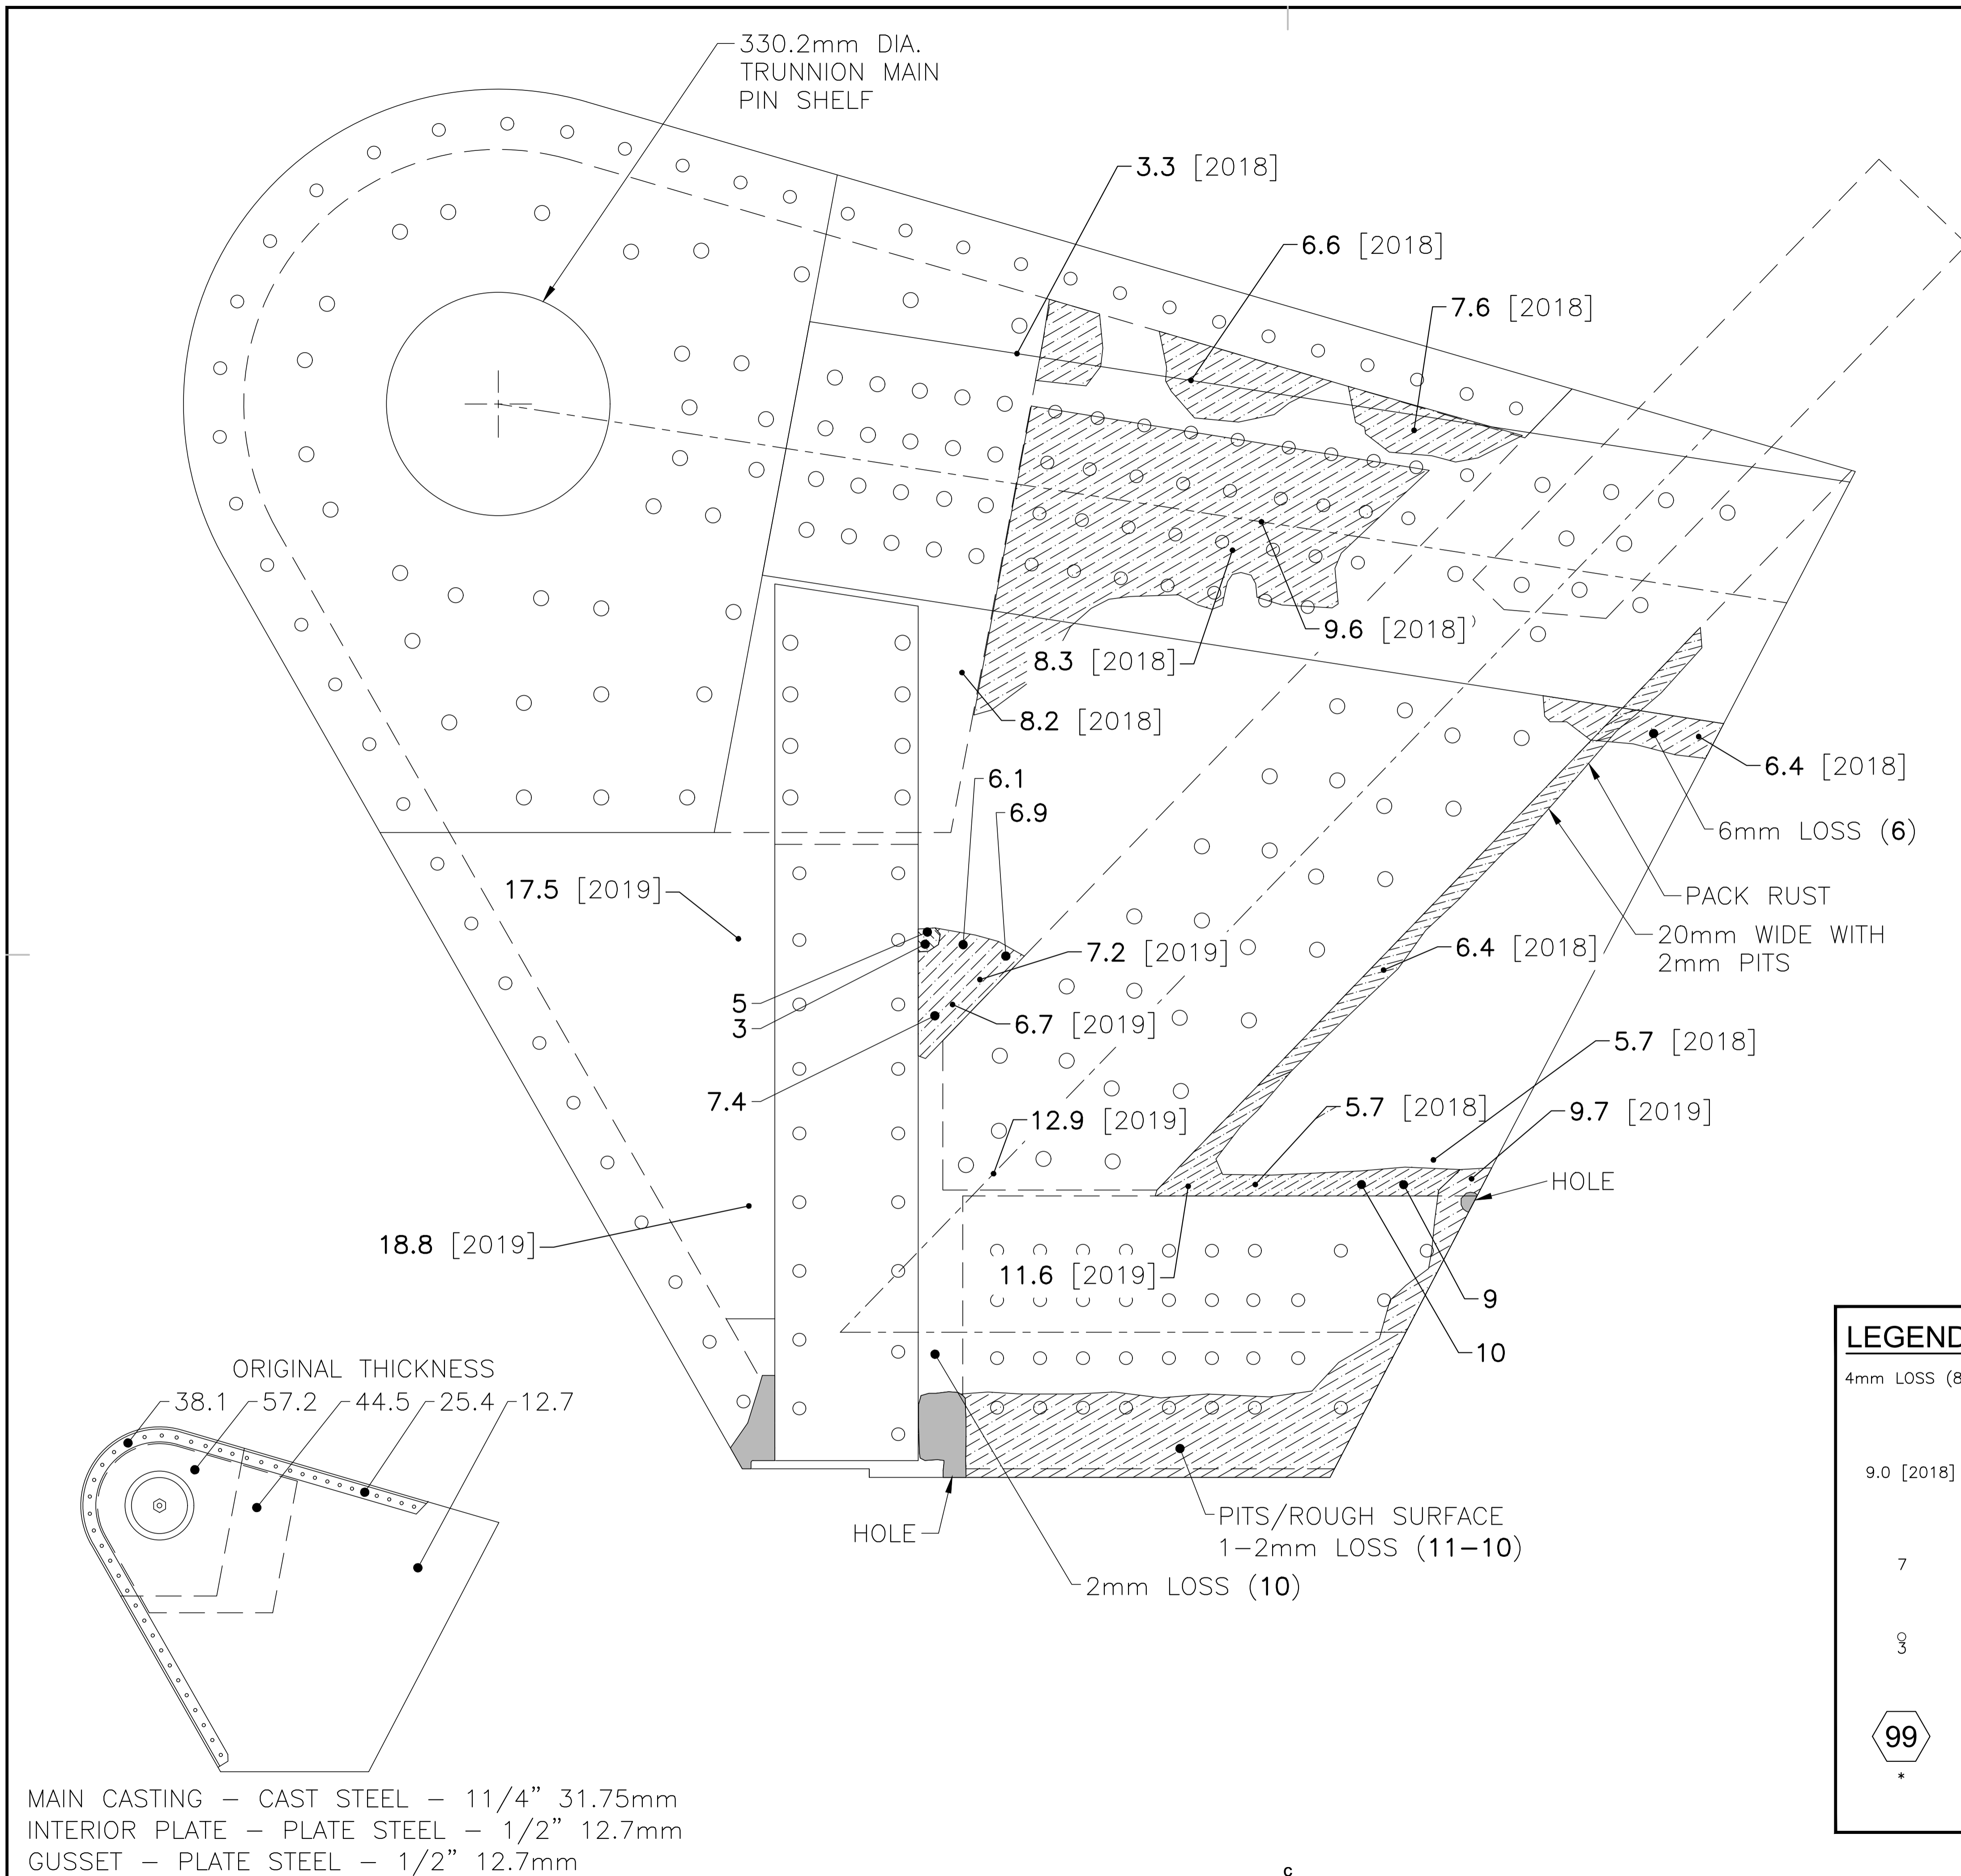 330.2mm DIA.
TRUNNION MAIN
PIN SHELF
3.3 [2018]
6.6 [2018]
7.6 [2018]
9.6 [2018]
8.3 [2018]
8.2 [2018]
6.4 [2018]
6mm LOSS (6)
PACK RUST
20mm WIDE WITH
2mm PITS
6.1
6.9
17.5 [2019]
7.2 [2019]
6.4 [2018]
5
3
6.7 [2019]
5.7 [2018]
7.4
12.9 [2019]
5.7 [2018]
9.7 [2019]
HOLE
18.8 [2019]
11.6 [2019]
9
10
HOLE
PITS/ROUGH SURFACE
1-2mm LOSS (11-10)
2mm LOSS (10)
ORIGINAL THICKNESS
38.1 57.2 44.5 25.4 12.7
MAIN CASTING - CAST STEEL - 11/4" 31.75mm
INTERIOR PLATE - PLATE STEEL - 1/2" 12.7mm
GUSSET - PLATE STEEL - 1/2" 12.7mm
LEGEND
4mm LOSS (8
9.0 [2018]
7
3
99
*
C